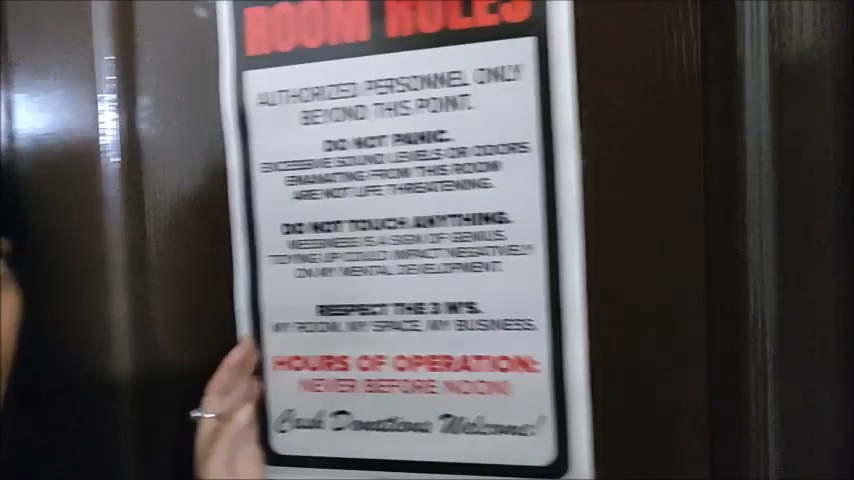 ROOM RULES
AUTHORIZED PERSONNEL ONLY
BEYOND THIS POINT.
DO NOT PANIC.
EXCESSIVE SOUND LEVELS OR ODORS
EMANATING FROM THIS ROOM
ARE NOT LIFE THREATENING.
DO NOT TOUCH ANYTHING.
MESSINESS IS A SIGN OF GENIUS.
TIDYING UP COULD IMPACT NEGATIVELY
ON MY MENTAL DEVELOPMENT.
RESPECT THE 3 M'S.
MY ROOM, MY SPACE, MY BUSINESS.
HOURS OF OPERATION:
NEVER BEFORE NOON!
Cash Donations Welcome!